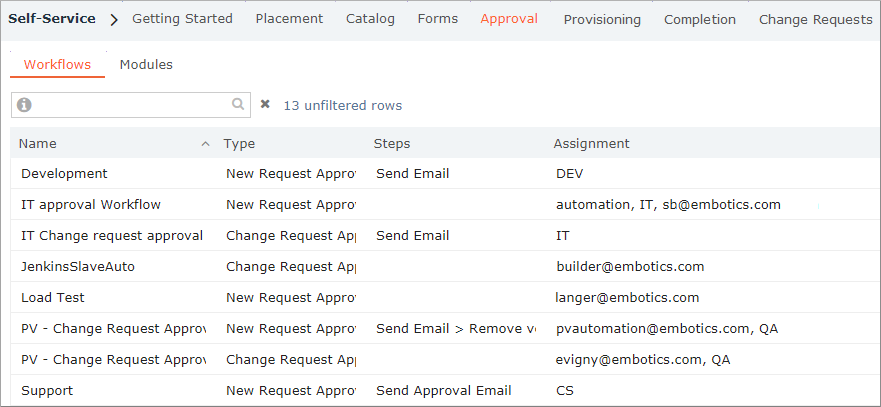 Self-Service Getting Started Placement Catalog Forms Approval Provisioning Completion Change Requests
Workflows Modules
13 unfiltered rows
Name Type Steps Assignment
Development New Request Appro Send Email DEV
IT approval Workflow New Request Appro automation, IT, sb@embotics.com
IT Change request approval Change Request Ap Send Email IT
JenkinsSlaveAuto Change Request Ap builder@embotics.com
Load Test New Request Appro langer@embotics.com
PV - Change Request Approv New Request Appro Send Email > Remove v pvautomation@embotics.com, QA
PV - Change Request Approv Change Request Ap evigny@embotics.com, QA
Support New Request Appro Send Approval Email CS